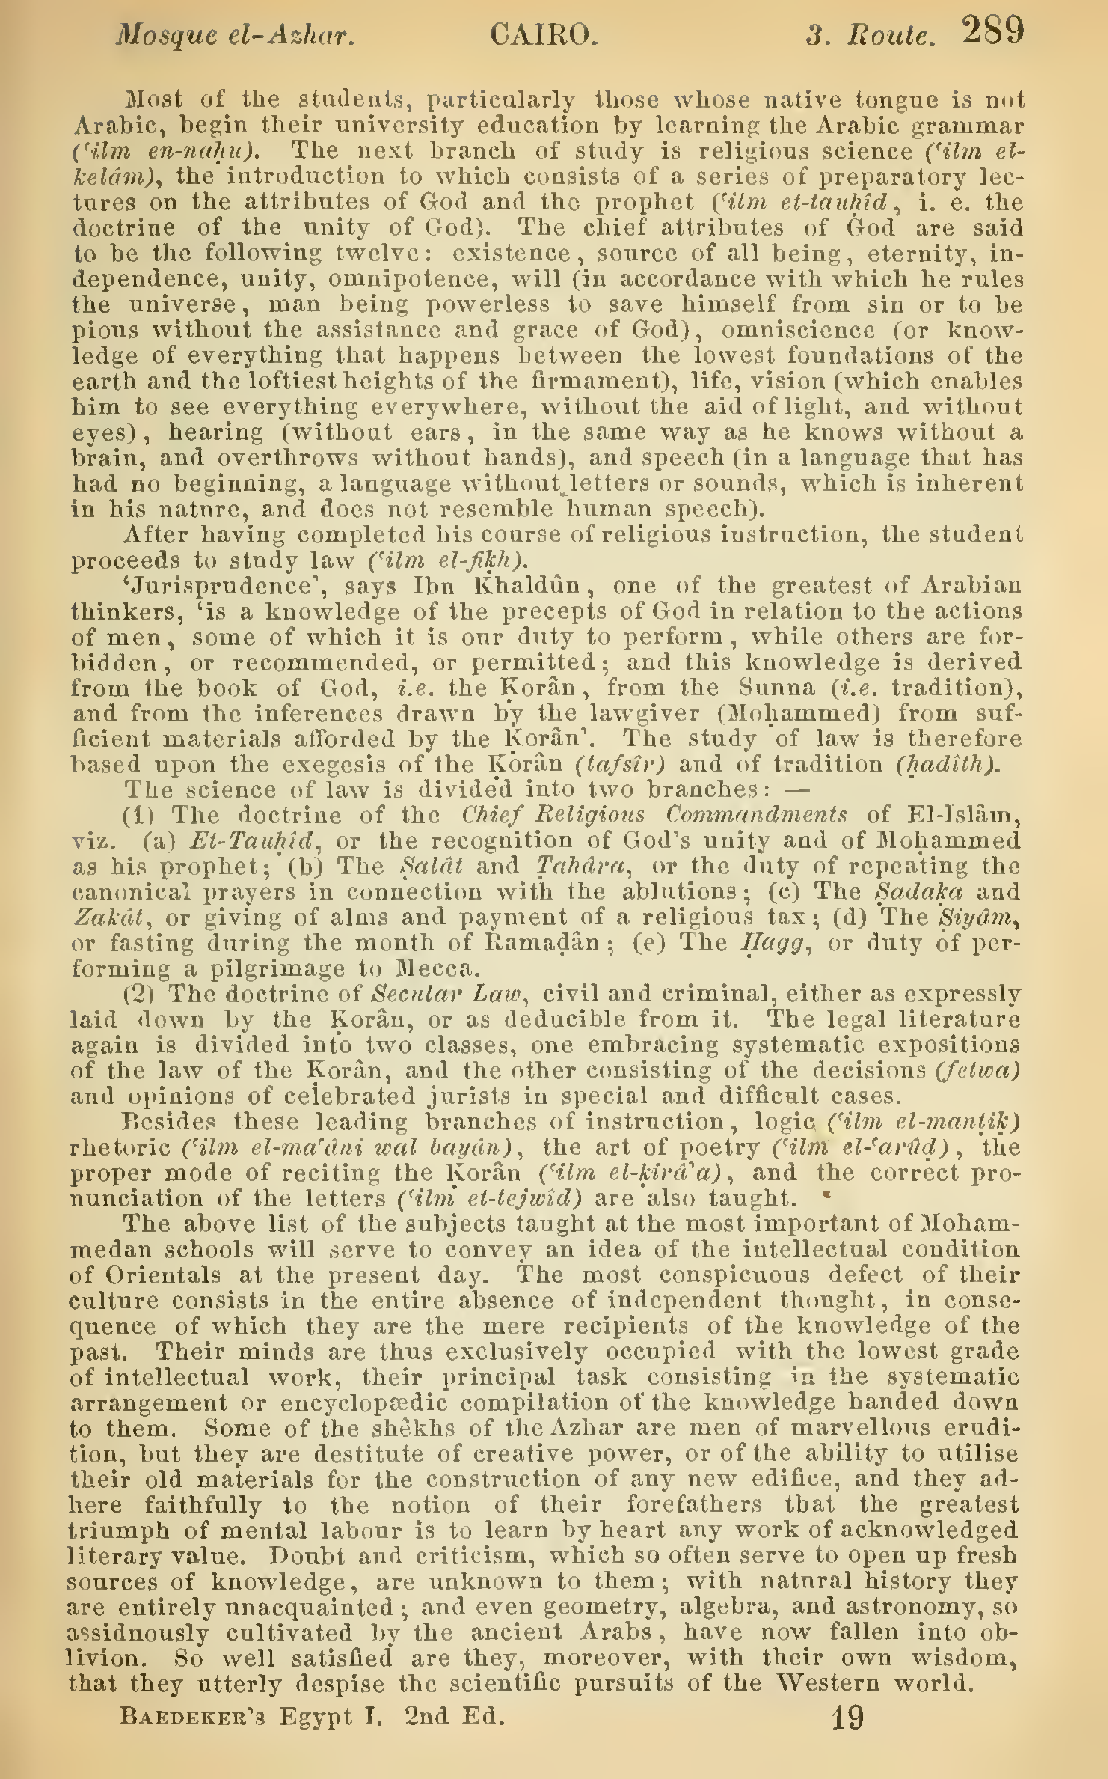 Mosque el-Azhar. CAIRO. 3. Route. 289
Most of the students, particularly those whose native tongue is not
Arabic, begin their university education by learning the Arabic grammar
(ʿilm en-naḥu). The next branch of study is religious science (ʿilm el-
kelâm), the introduction to which consists of a series of preparatory lec-
tures on the attributes of God and the prophet (ʿilm et-tauḥîd, i. e. the
doctrine of the unity of God). The chief attributes of God are said
to be the following twelve: existence, source of all being, eternity, in-
dependence, unity, omnipotence, will (in accordance with which he rules
the universe, man being powerless to save himself from sin or to be
pious without the assistance and grace of God), omniscience (or know-
ledge of everything that happens between the lowest foundations of the
earth and the loftiest heights of the firmament), life, vision (which enables
him to see everything everywhere, without the aid of light, and without
eyes), hearing (without ears, in the same way as he knows without a
brain, and overthrows without hands), and speech (in a language that has
had no beginning, a language without letters or sounds, which is inherent
in his nature, and does not resemble human speech).
After having completed his course of religious instruction, the student
proceeds to study law (ʿilm el-fiḳh).
‘Jurisprudence’, says Ibn Khaldûn, one of the greatest of Arabian
thinkers, ‘is a knowledge of the precepts of God in relation to the actions
of men, some of which it is our duty to perform, while others are for-
bidden, or recommended, or permitted; and this knowledge is derived
from the book of God, i.e. the Ḳorân, from the Sunna (i.e. tradition),
and from the inferences drawn by the lawgiver (Moḥammed) from suf-
ficient materials afforded by the Ḳorân’. The study of law is therefore
based upon the exegesis of the Ḳorân (tafsîr) and of tradition (ḥadîth).
The science of law is divided into two branches: —
(1) The doctrine of the Chief Religious Commandments of El-Islâm,
viz. (a) Et-Tauḥîd, or the recognition of God's unity and of Moḥammed
as his prophet; (b) The Ṣalât and Ṭahâra, or the duty of repeating the
canonical prayers in connection with the ablutions; (c) The Ṣadaḳa and
Zakât, or giving of alms and payment of a religious tax; (d) The Ṣiyâm,
or fasting during the month of Ramaḍân; (e) The Ḥagg, or duty of per-
forming a pilgrimage to Mecca.
(2) The doctrine of Secular Law, civil and criminal, either as expressly
laid down by the Ḳorân, or as deducible from it. The legal literature
again is divided into two classes, one embracing systematic expositions
of the law of the Ḳorân, and the other consisting of the decisions (fetwa)
and opinions of celebrated jurists in special and difficult cases.
Besides these leading branches of instruction, logic (ʿilm el-manṭiḳ)
rhetoric (ʿilm el-maʿâni wal bayân), the art of poetry (ʿilm el-ʿarûḍ), the
proper mode of reciting the Ḳorân (ʿilm el-ḳirâʾa), and the correct pro-
nunciation of the letters (ʿilm et-tejwîd) are also taught.
The above list of the subjects taught at the most important of Moham-
medan schools will serve to convey an idea of the intellectual condition
of Orientals at the present day. The most conspicuous defect of their
culture consists in the entire absence of independent thought, in conse-
quence of which they are the mere recipients of the knowledge of the
past. Their minds are thus exclusively occupied with the lowest grade
of intellectual work, their principal task consisting in the systematic
arrangement or encyclopædic compilation of the knowledge handed down
to them. Some of the shêkhs of the Azhar are men of marvellous erudi-
tion, but they are destitute of creative power, or of the ability to utilise
their old materials for the construction of any new edifice, and they ad-
here faithfully to the notion of their forefathers that the greatest
triumph of mental labour is to learn by heart any work of acknowledged
literary value. Doubt and criticism, which so often serve to open up fresh
sources of knowledge, are unknown to them; with natural history they
are entirely unacquainted; and even geometry, algebra, and astronomy, so
assiduously cultivated by the ancient Arabs, have now fallen into ob-
livion. So well satisfied are they, moreover, with their own wisdom,
that they utterly despise the scientific pursuits of the Western world.
BAEDEKER'S Egypt I. 2nd Ed. 19